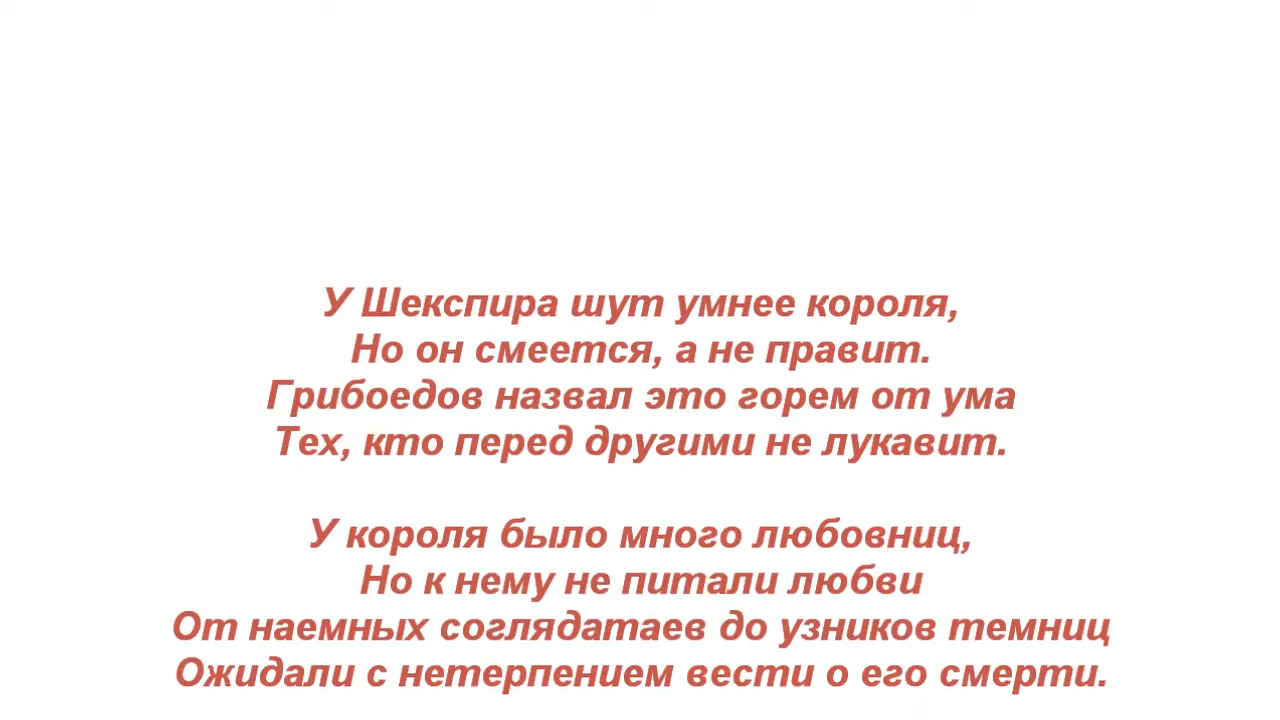 У Шекспира шут умнее короля,
Но он смеется, а не правит.
Грибоедов назвал это горем от ума
Тех, кто перед другими не лукавит.
У короля было много любовниц,
Но к нему не питали любви
От наемных соглядатаев до узников темниц
Ожидали с нетерпением вести о его смерти.